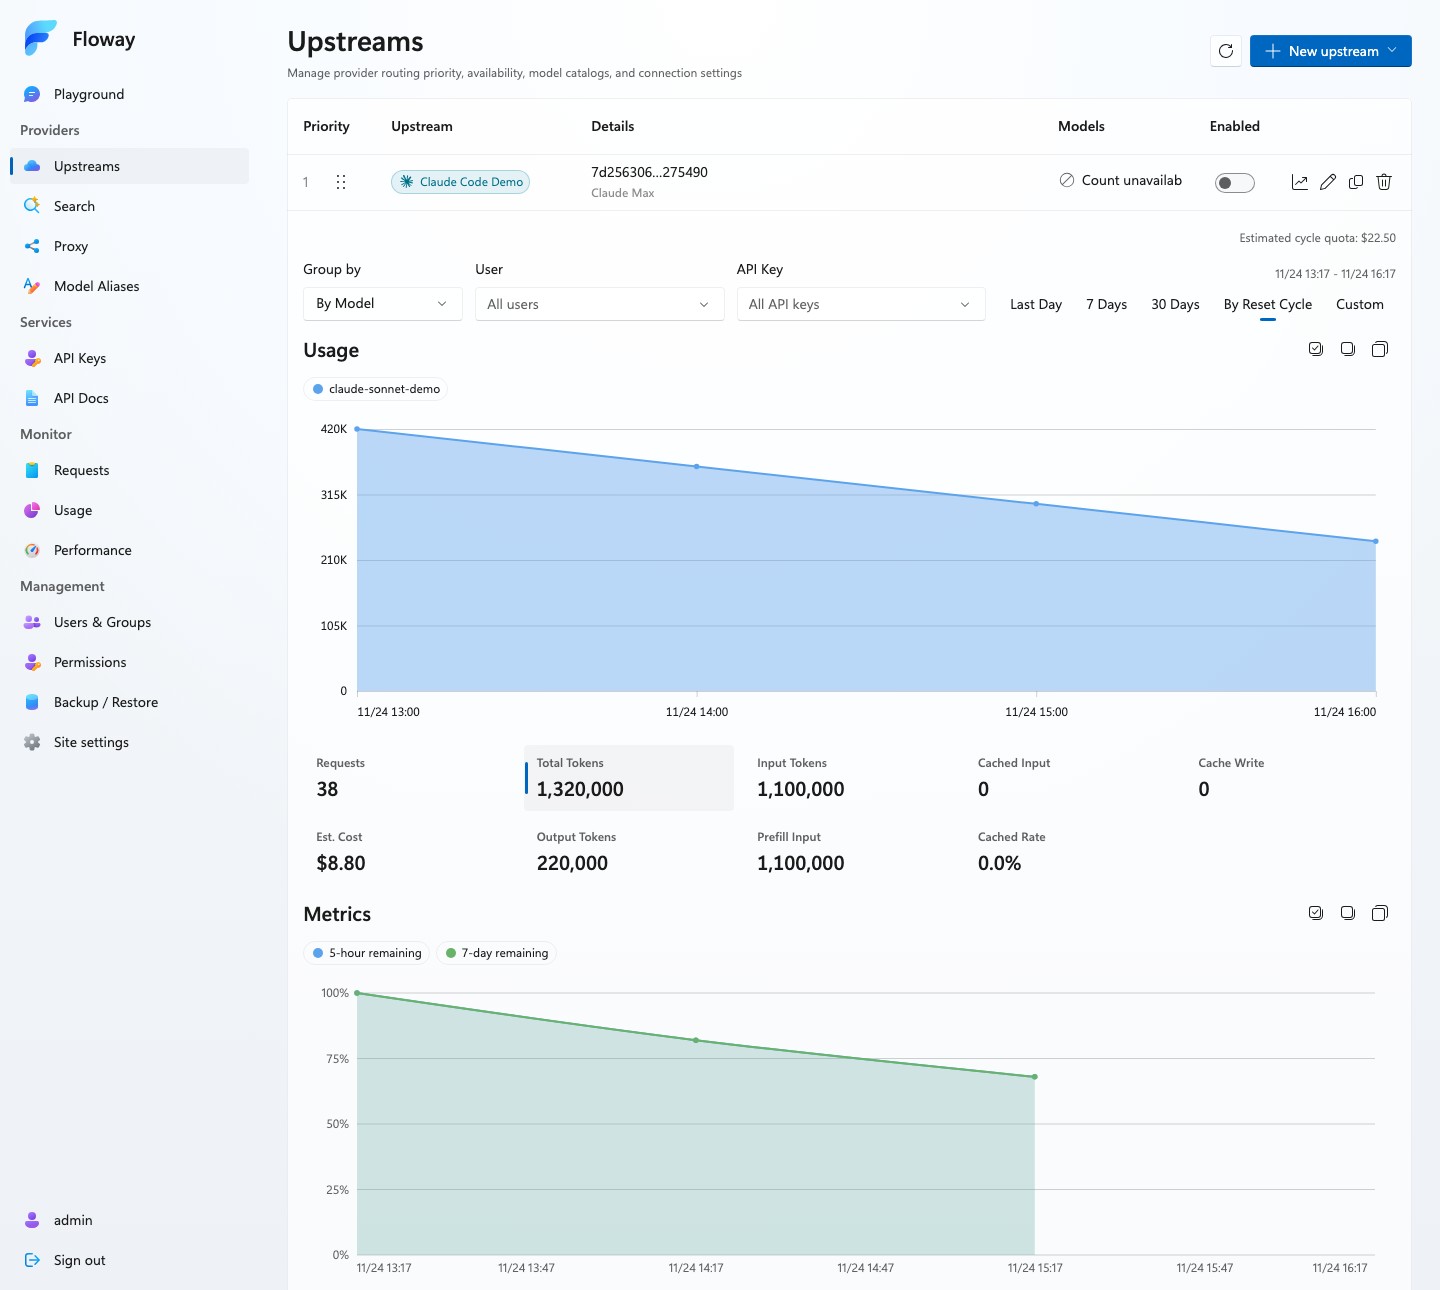 Floway
Playground
Providers
Upstreams
Search
Proxy
Model Aliases
Services
API Keys
API Docs
Monitor
Requests
Usage
Performance
Management
Users & Groups
Permissions
Backup / Restore
Site settings
admin
Sign out
Upstreams
Manage provider routing priority, availability, model catalogs, and connection settings
New upstream
Priority Upstream Details Models Enabled
1 Claude Code Demo 7d256306...275490 Count unavailab
Claude Max
Estimated cycle quota: $22.50
Group by User API Key 11/24 13:17 - 11/24 16:17
By Model All users All API keys Last Day 7 Days 30 Days By Reset Cycle Custom
Usage
claude-sonnet-demo
420K
315K
210K
105K
0
11/24 13:00 11/24 14:00 11/24 15:00 11/24 16:00
Requests Total Tokens Input Tokens Cached Input Cache Write
38 1,320,000 1,100,000 0 0
Est. Cost Output Tokens Prefill Input Cached Rate
$8.80 220,000 1,100,000 0.0%
Metrics
5-hour remaining 7-day remaining
100%
75%
50%
25%
0%
11/24 13:17 11/24 13:47 11/24 14:17 11/24 14:47 11/24 15:17 11/24 15:47 11/24 16:17